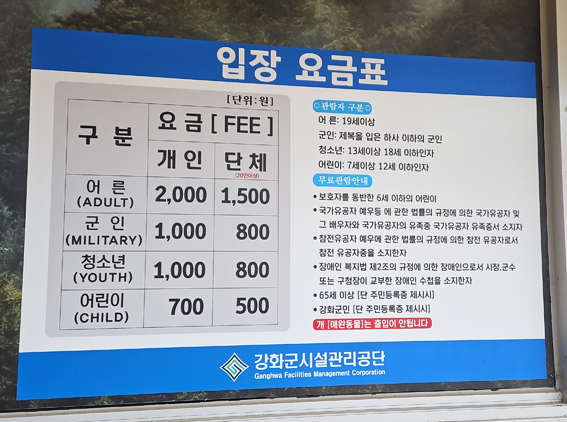 입장 요금표
[단위:원]
구 분
요 금 [ FEE ]
개 인
단 체
(20인이상)
어 른
(ADULT)
2,000
1,500
군 인
(MILITARY)
1,000
800
청소년
(YOUTH)
1,000
800
어린이
(CHILD)
700
500
관람자 구분
어 른: 19세이상
군인: 제복을 입은 하사 이하의 군인
청소년: 13세이상 18세 이하인자
어린이: 7세이상 12세 이하인자
무료관람안내
• 보호자를 동반한 6세 이하의 어린이
• 국가유공자 예우등 에 관한 법률의 규정에 의한 국가유공자 및
그 배우자와 국가유공자의 유족중 국가유공자 유족증서 소지자
• 참전유공자 예우에 관한 법률의 규정에 의한 참전 유공자로서
참전 유공자증을 소지한자
• 장애인 복지법 제2조의 규정에 의한 장애인으로서 시장,군수
또는 구청장이 교부한 장애인 수첩을 소지한자
• 65세 이상 [단 주민등록증 제시시]
• 강화군민 [단 주민등록증 제시시]
개 [애완동물]는 출입이 안됩니다
강화군시설관리공단
Ganghwa Facilities Management Corporation